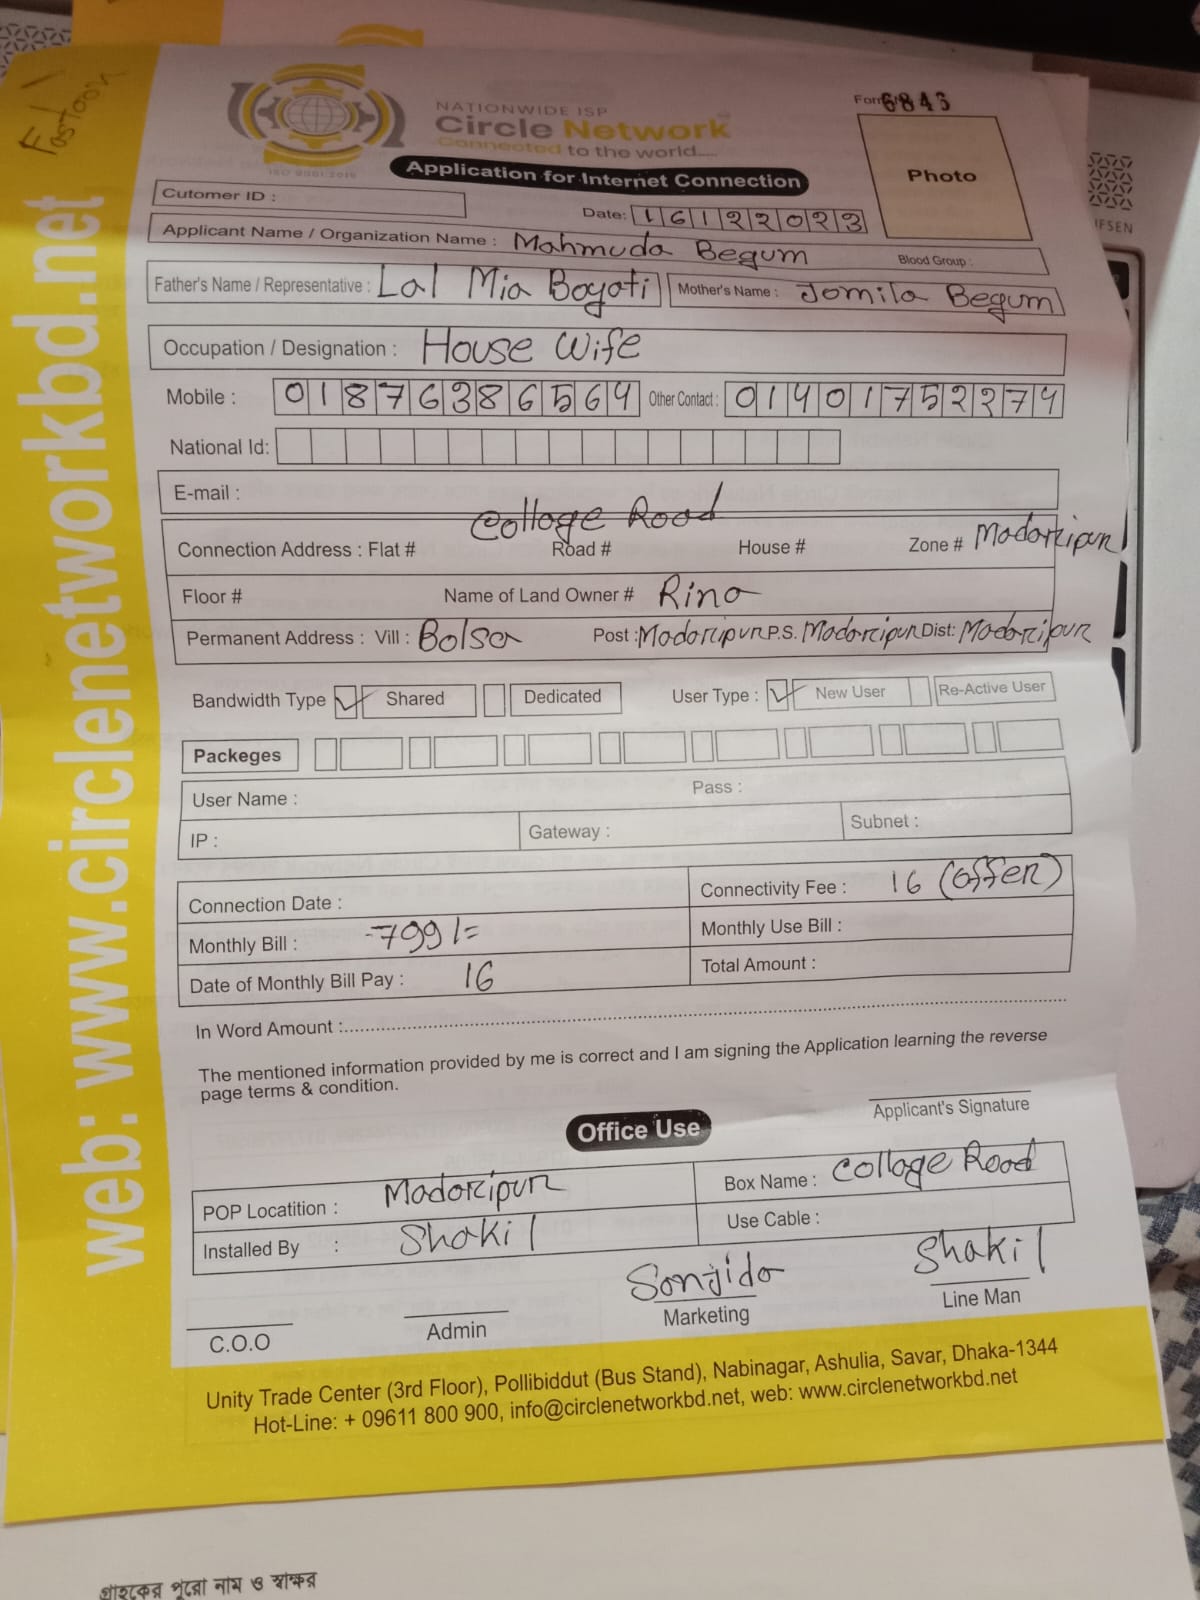 Fastoon
NATIONWIDE ISP
Circle Network
Connected to the world....
ISO 9001:2015
6843
Photo
Application for Internet Connection
Cutomer ID :
Date: 16122023
Applicant Name / Organization Name : Mahmuda Begum Blood Group :
Father's Name / Representative : Lal Mia Boyati Mother's Name : Jomila Begum
Occupation / Designation : House Wife
Mobile : 01876386564 Other Contact : 01401752274
National Id:
E-mail :
Connection Address : Flat # College Road Road # House # Zone # Madaripur
Floor # Name of Land Owner # Rina
Permanent Address : Vill : Bolsa Post : Madaripur P.S. Madaripur Dist: Madaripur
Bandwidth Type Shared Dedicated User Type : New User Re-Active User
Packeges
User Name : Pass :
IP : Gateway : Subnet :
Connection Date : Connectivity Fee : 16 (offer)
Monthly Bill : 799/= Monthly Use Bill :
Date of Monthly Bill Pay : 16 Total Amount :
In Word Amount :
The mentioned information provided by me is correct and I am signing the Application learning the reverse
page terms & condition.
Applicant's Signature
Office Use
POP Locatition : Madaripur Box Name : College Road
Installed By : Shakil Use Cable :
Sonjida Shakil
C.O.O Admin Marketing Line Man
Unity Trade Center (3rd Floor), Pollibiddut (Bus Stand), Nabinagar, Ashulia, Savar, Dhaka-1344
Hot-Line: + 09611 800 900, info@circlenetworkbd.net, web: www.circlenetworkbd.net
web: www.circlenetworkbd.net
গ্রাহকের পুরো নাম ও স্বাক্ষর